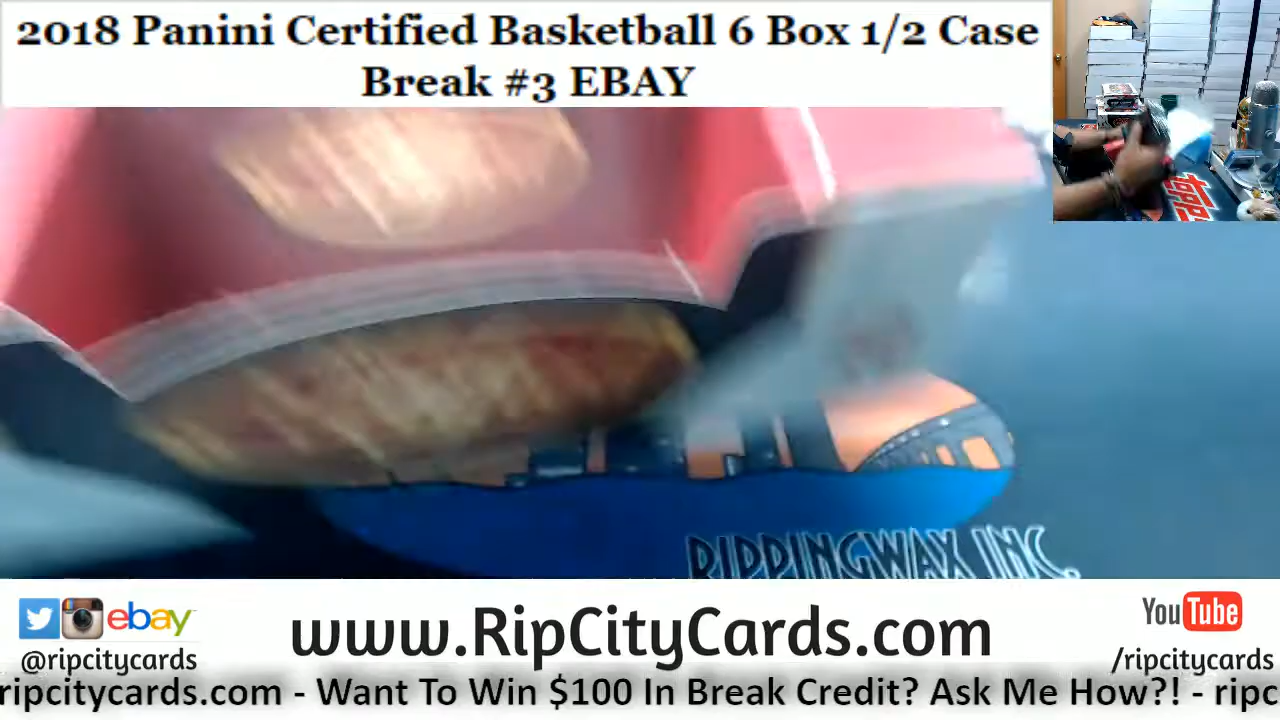 2018 Panini Certified Basketball 6 Box 1/2 Case
Break #3 EBAY
topps
RIPPINGWAX INC.
ebay
@ripcitycards
www.RipCityCards.com
YouTube
/ripcitycards
ripcitycards.com - Want To Win $100 In Break Credit? Ask Me How?! - ripc